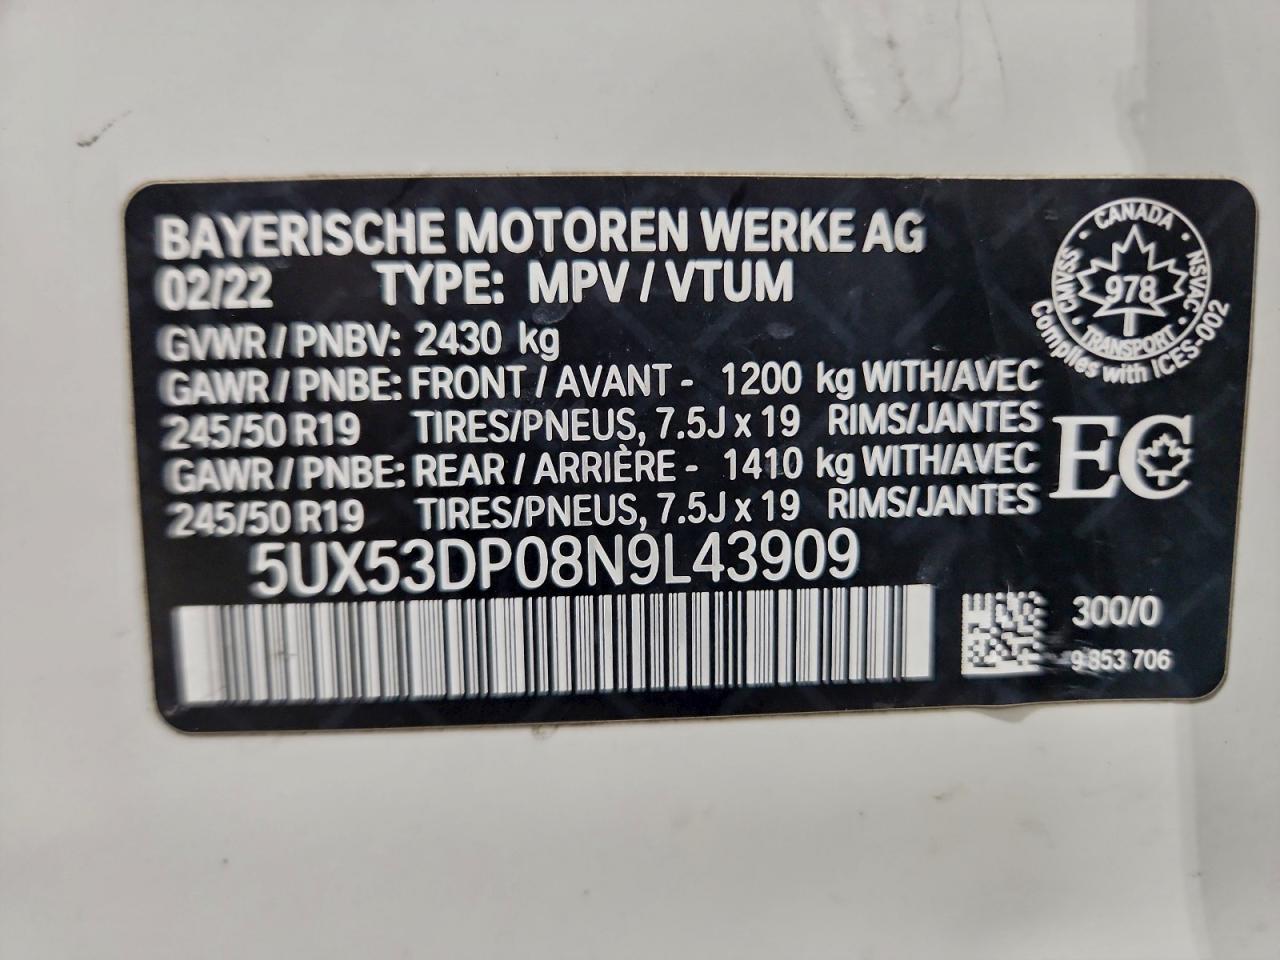 BAYERISCHE MOTOREN WERKE AG
02/22 TYPE: MPV / VTUM
GVWR / PNBV: 2430 kg
GAWR / PNBE: FRONT / AVANT - 1200 kg WITH/AVEC
245/50 R19 TIRES/PNEUS, 7.5J x 19 RIMS/JANTES
GAWR / PNBE: REAR / ARRIÈRE - 1410 kg WITH/AVEC
245/50 R19 TIRES/PNEUS, 7.5J x 19 RIMS/JANTES
5UX53DP08N9L43909
CANADA
CMVSS · NSVAC
978
TRANSPORT
Complies with ICES-002
EC
300/0
9 853 706